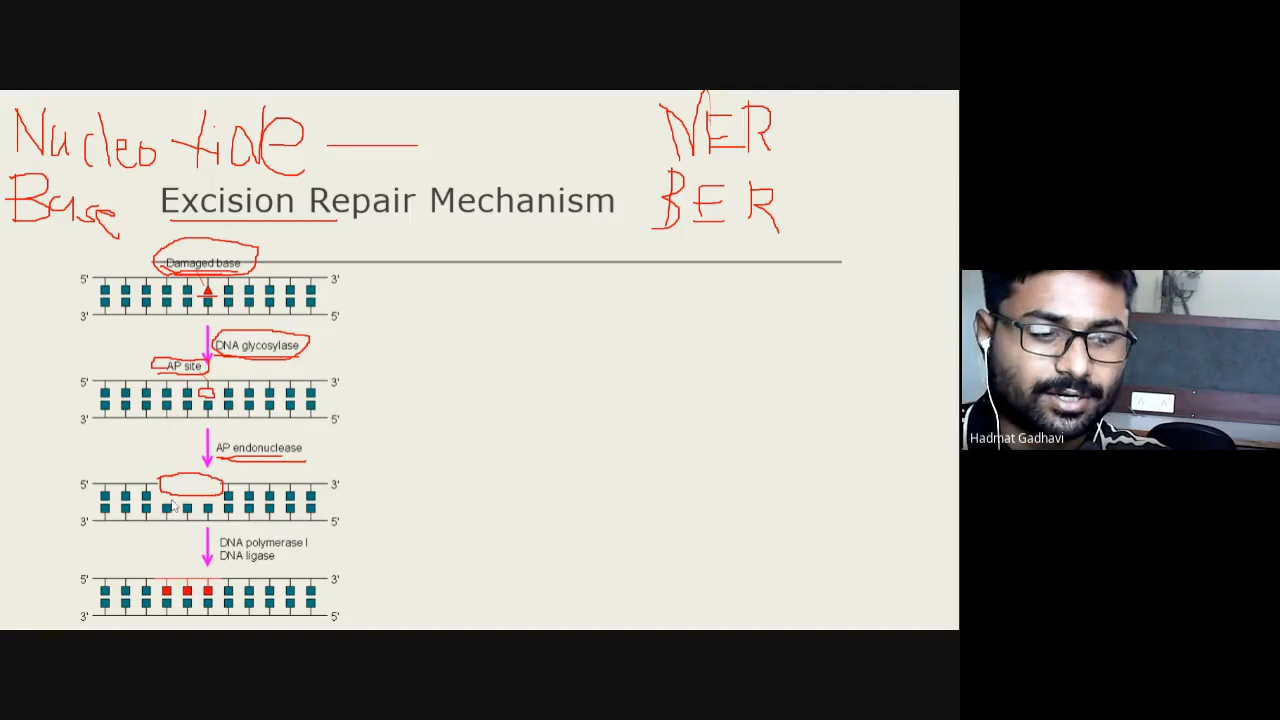 Nucleotide —
NER
Base
Excision Repair Mechanism
BER
Damaged base
5' 3'
3' 5'
DNA glycosylase
AP site
5' 3'
3' 5'
AP endonuclease
5' 3'
3' 5'
DNA polymerase I
DNA ligase
5' 3'
3' 5'
Hadmat Gadhavi